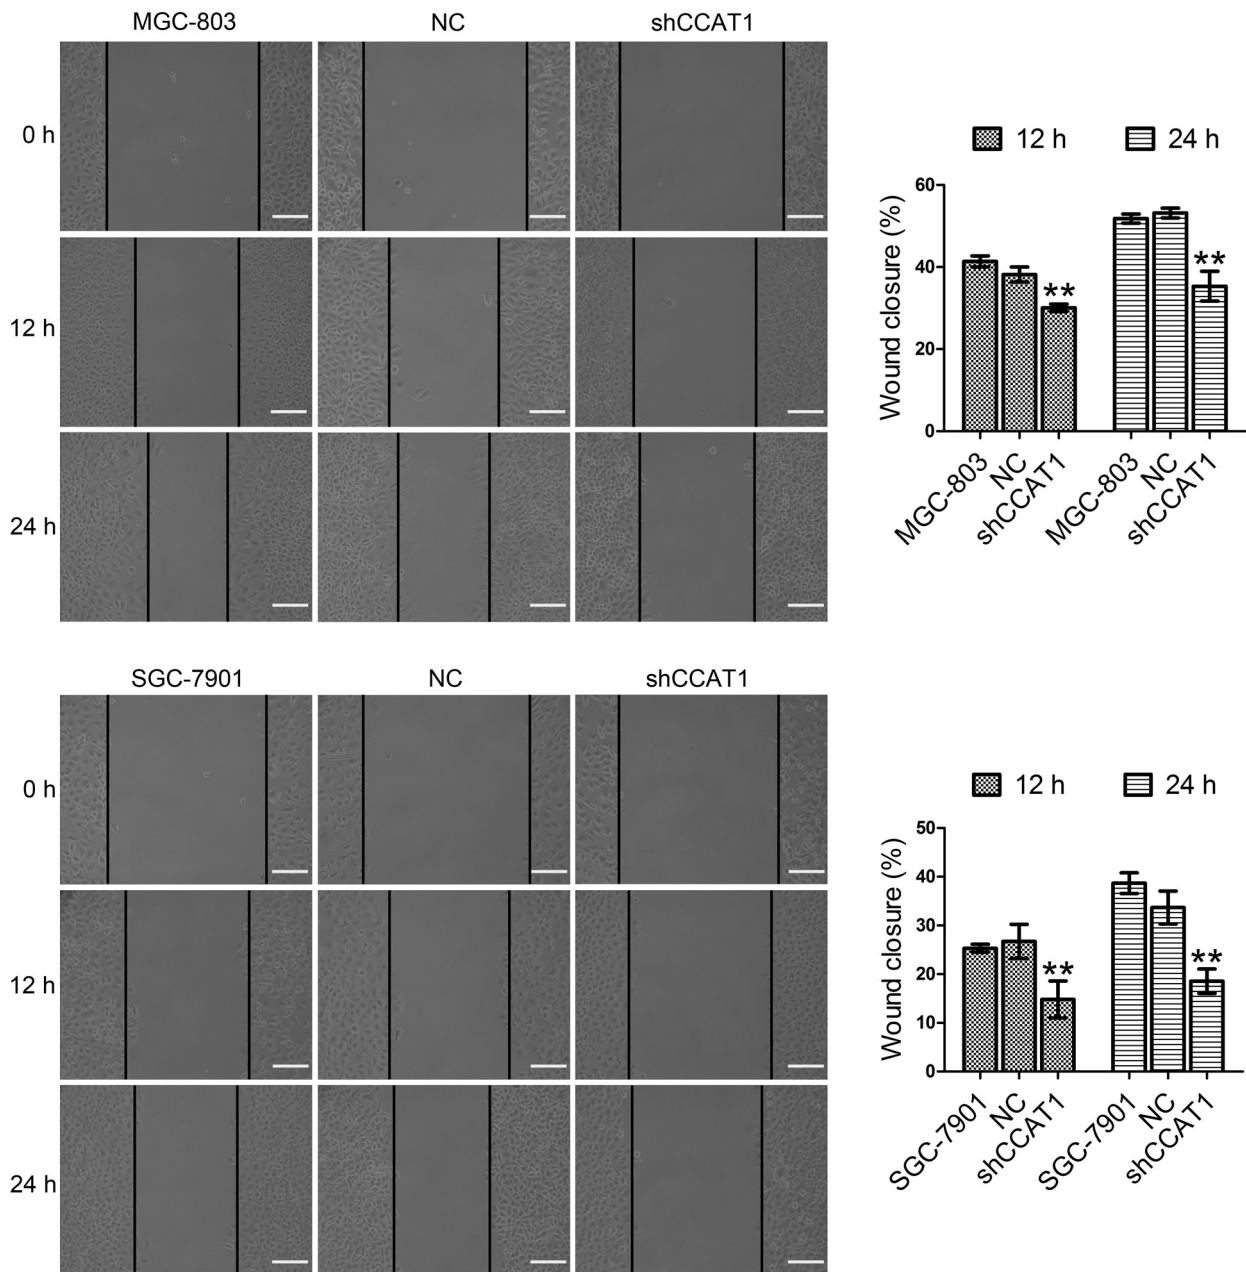 MGC-803 NC shCCAT1
0 h
12 h
24 h
12 h 24 h
Wound closure (%)
60
40
20
0
MGC-803 NC shCCAT1 MGC-803 NC shCCAT1
** **
SGC-7901 NC shCCAT1
0 h
12 h
24 h
12 h 24 h
Wound closure (%)
50
40
30
20
10
0
SGC-7901 NC shCCAT1 SGC-7901 NC shCCAT1
** **